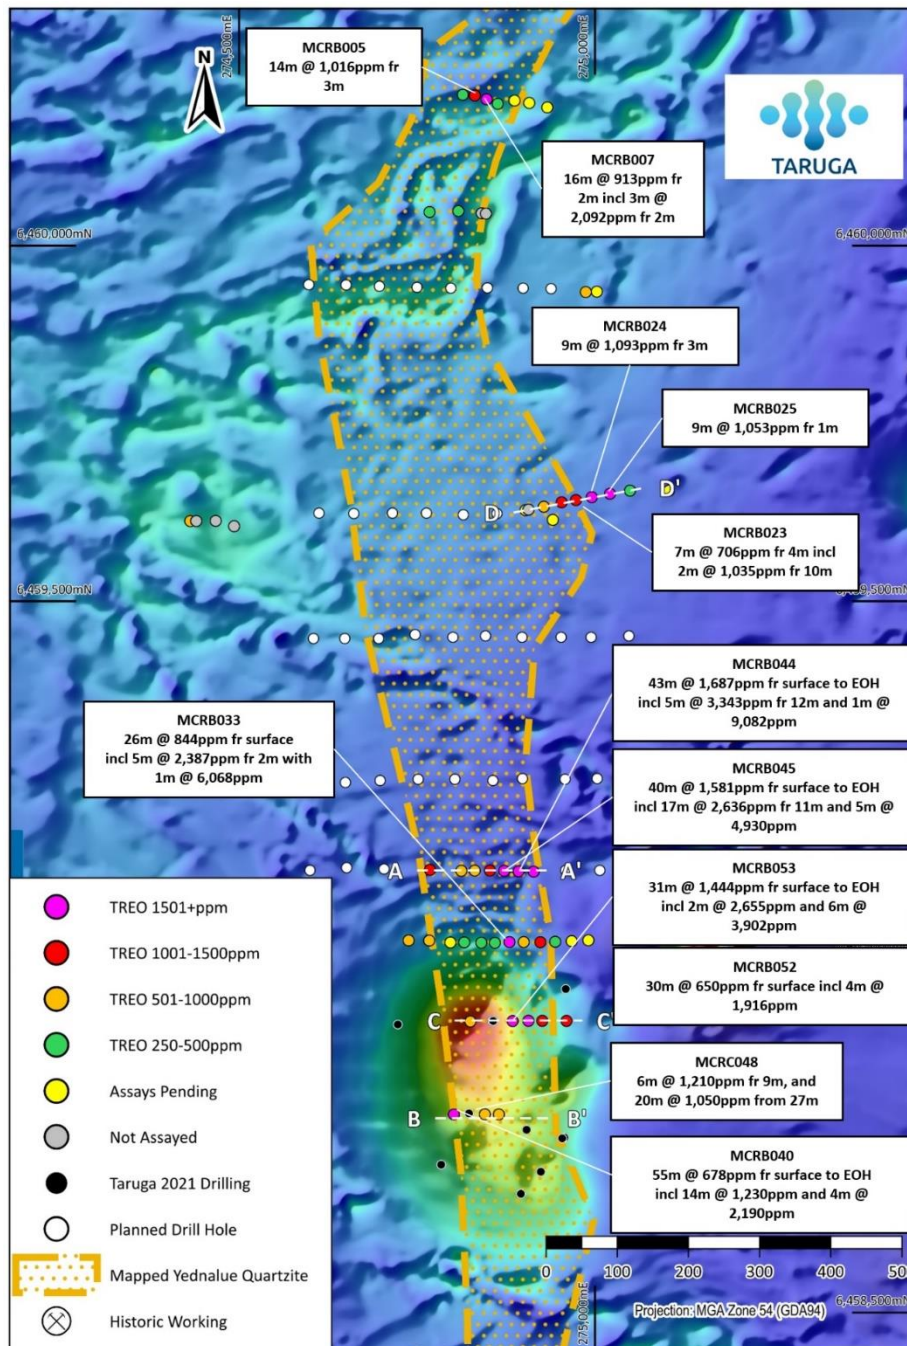 274,500mE
275,000mE
MCRB005
14m @ 1,016ppm fr
3m
N
TARUGA
MCRB007
16m @ 913ppm fr
2m incl 3m @
2,092ppm fr 2m
6,460,000mN
6,460,000mN
MCRB024
9m @ 1,093ppm fr 3m
MCRB025
9m @ 1,053ppm fr 1m
D
D'
MCRB023
7m @ 706ppm fr 4m incl
2m @ 1,035ppm fr 10m
6,459,500mN
6,459,500mN
MCRB044
43m @ 1,687ppm fr surface to EOH
incl 5m @ 3,343ppm fr 12m and 1m @
9,082ppm
MCRB033
26m @ 844ppm fr surface
incl 5m @ 2,387ppm fr 2m with
1m @ 6,068ppm
MCRB045
40m @ 1,581ppm fr surface to EOH
incl 17m @ 2,636ppm fr 11m and 5m @
4,930ppm
A
A'
MCRB053
31m @ 1,444ppm fr surface to EOH
incl 2m @ 2,655ppm and 6m @
3,902ppm
MCRB052
30m @ 650ppm fr surface incl 4m @
1,916ppm
C
C'
MCRC048
6m @ 1,210ppm fr 9m, and
20m @ 1,050ppm from 27m
B
B'
MCRB040
55m @ 678ppm fr surface to EOH
incl 14m @ 1,230ppm and 4m @
2,190ppm
TREO 1501+ppm
TREO 1001-1500ppm
TREO 501-1000ppm
TREO 250-500ppm
Assays Pending
Not Assayed
Taruga 2021 Drilling
Planned Drill Hole
Mapped Yednalue Quartzite
Historic Working
0 100 200 300 400
Projection: MGA Zone 54 (GDA94)
6,458,500mN
275,000mE